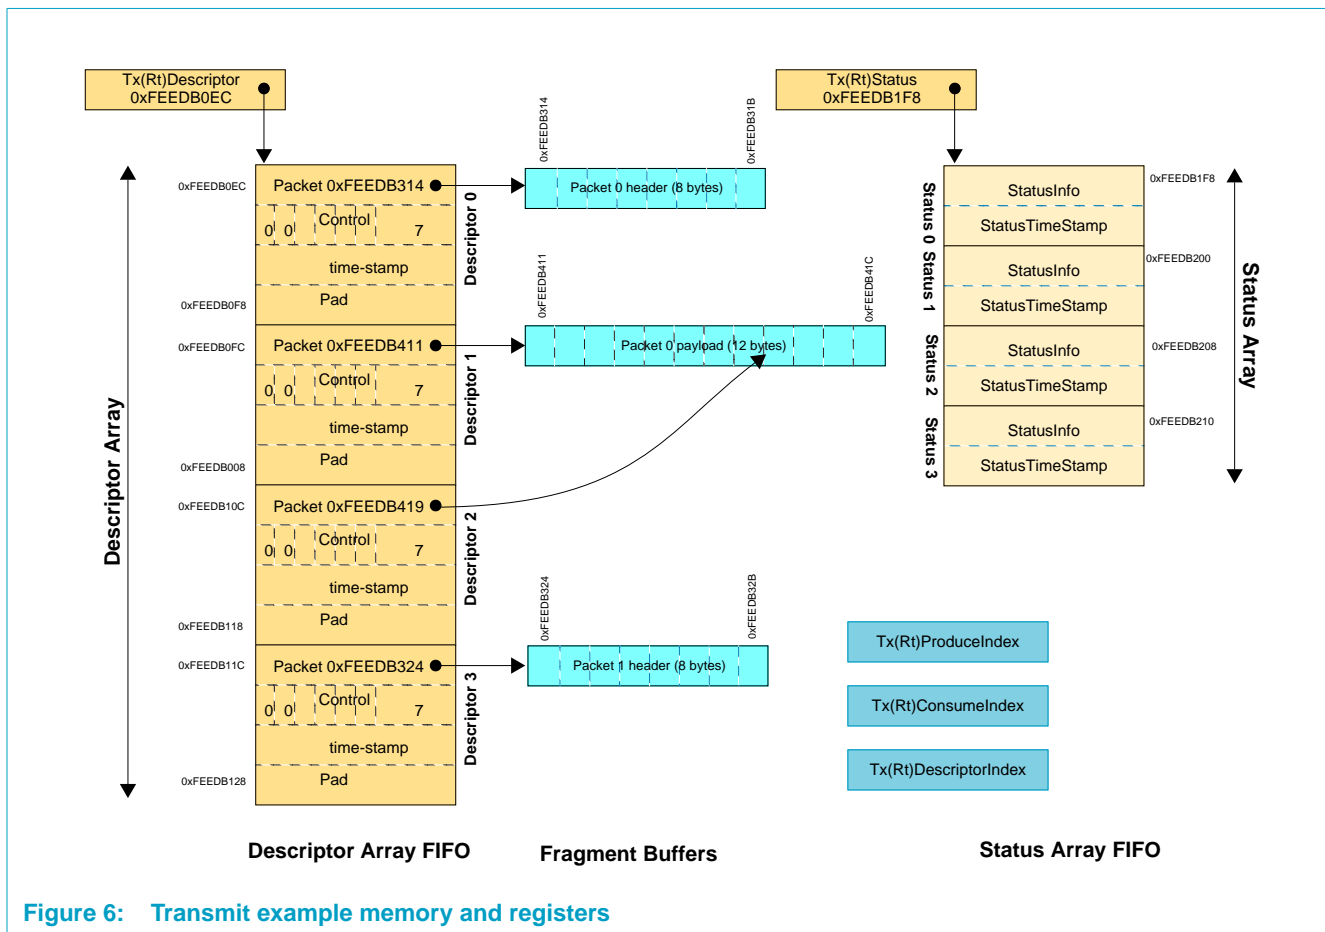 Tx(Rt)Descriptor
0xFEEDB0EC
Tx(Rt)Status
0xFEEDB1F8
0xFEEDB314
0xFEEDB31B
0xFEEDB0EC
Packet 0xFEEDB314
Control
0 0 7
time-stamp
0xFEEDB0F8
Pad
Descriptor 0
Packet 0 header (8 bytes)
0xFEEDB411
0xFEEDB41C
0xFEEDB0FC
Packet 0xFEEDB411
Control
0 0 7
time-stamp
0xFEEDB008
Pad
Descriptor 1
Packet 0 payload (12 bytes)
0xFEEDB10C
Packet 0xFEEDB419
Control
0 0 7
time-stamp
0xFEEDB118
Pad
Descriptor 2
0xFEEDB324
0xFEEDB32B
0xFEEDB11C
Packet 0xFEEDB324
Control
0 0 7
time-stamp
0xFEEDB128
Pad
Descriptor 3
Packet 1 header (8 bytes)
Descriptor Array
Status 0
StatusInfo
StatusTimeStamp
0xFEEDB1F8
Status 1
StatusInfo
StatusTimeStamp
0xFEEDB200
Status 2
StatusInfo
StatusTimeStamp
0xFEEDB208
Status 3
StatusInfo
StatusTimeStamp
0xFEEDB210
Status Array
Tx(Rt)ProduceIndex
Tx(Rt)ConsumeIndex
Tx(Rt)DescriptorIndex
Descriptor Array FIFO
Fragment Buffers
Status Array FIFO
Figure 6: Transmit example memory and registers